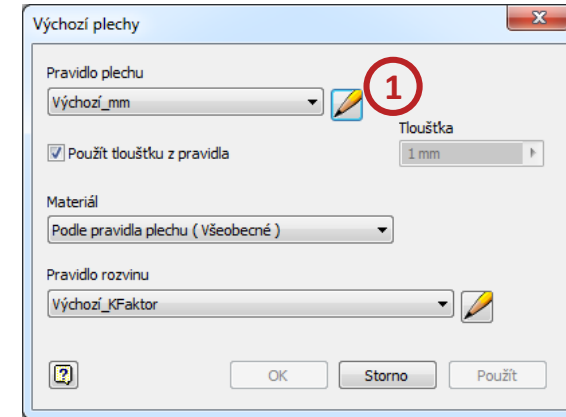 Výchozí plechy
Pravidlo plechu
Výchozí_mm
1
Tloušťka
Použít tloušťku z pravidla
1 mm
Materiál
Podle pravidla plechu ( Všeobecné )
Pravidlo rozvinu
Výchozí_KFaktor
OK Storno Použít